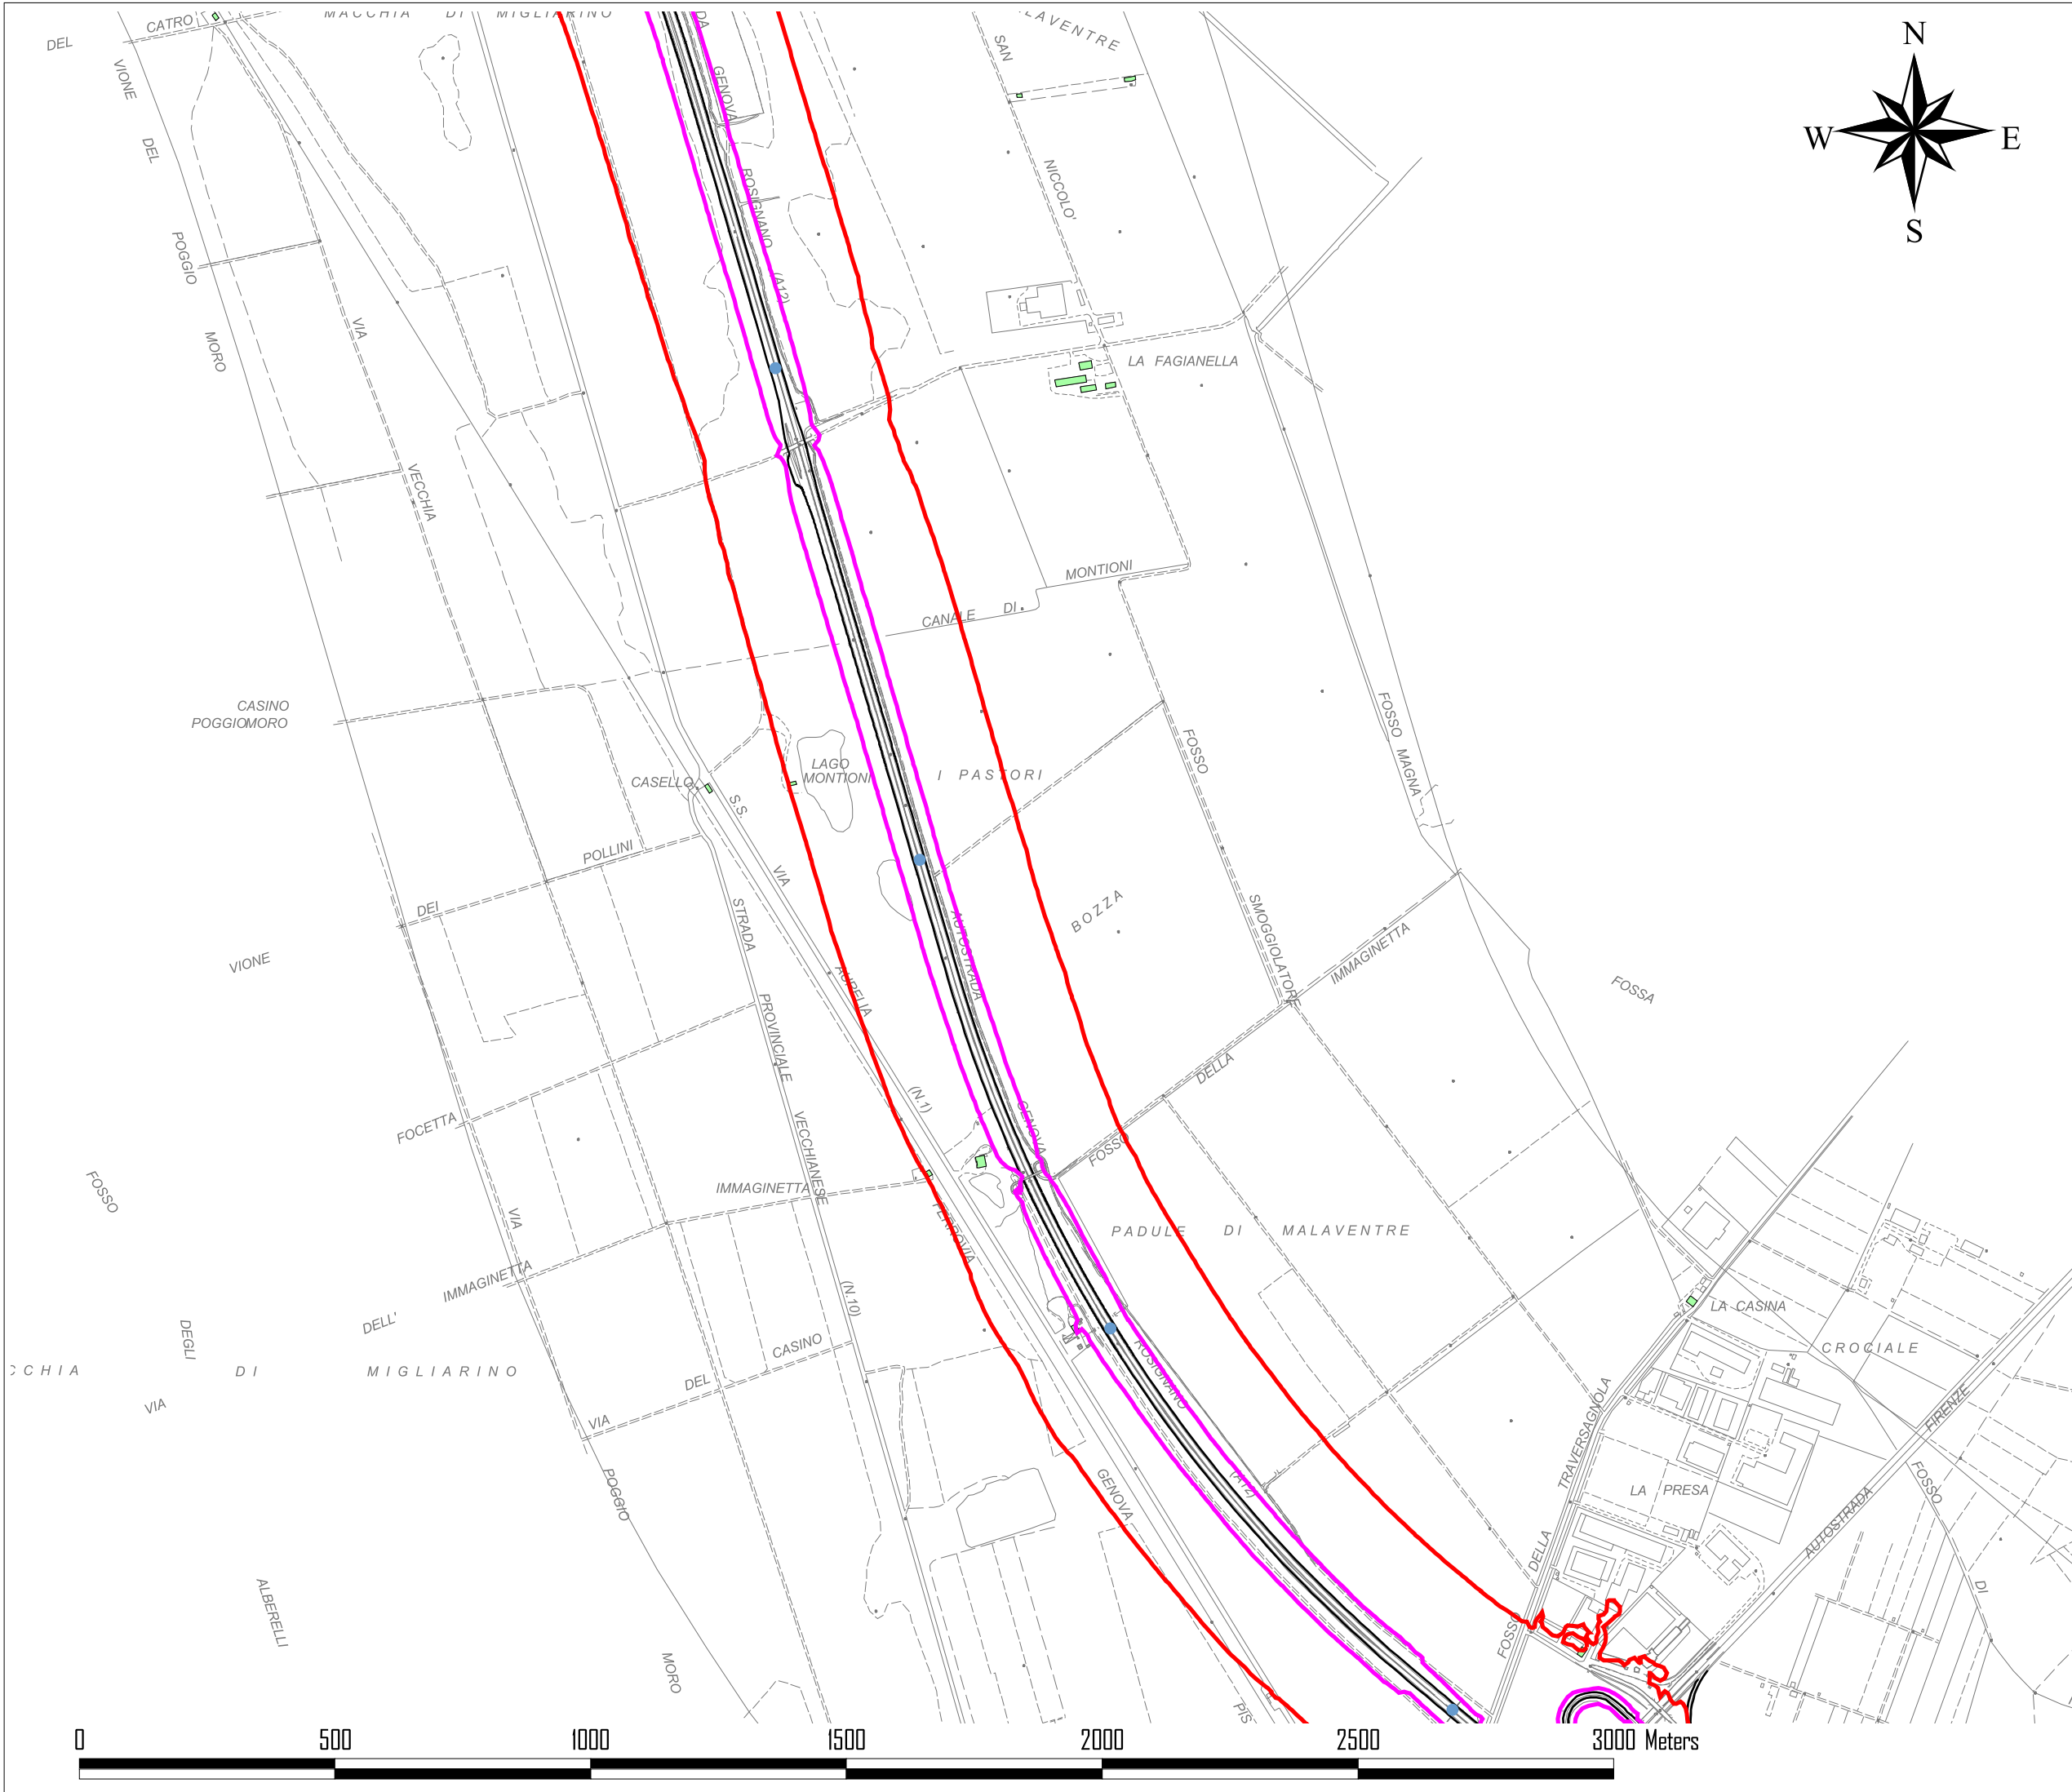 MACCHIA DI MIGLIARINO
CATRO
DEL
VIONE
DEL
POGGIO
MORO
GENOVA
ROSIGNANO
(A12)
SAN
NICCOLO'
N
W E
S
VIA
VECCHIA
LA FAGIANELLA
MONTIONI
CANALE DI
CASINO
POGGIOMORO
LAGO
MONTIONI
I PASTORI
CASELLO
S.S.
VIA
AURELIA
(N.1)
FOSSO
SMOGGIOLATORE
FOSSO MAGNA
POLLINI
DEI
STRADA
PROVINCIALE
VECCHIANESE
(N.10)
BOZZA
AUTOSTRADA
GENOVA
ROSIGNANO
(A12)
IMMAGINETTA
DELLA
FOSSO
VIONE
FOSSA
FOCETTA
FOSSO
DEGLI
ALBERELLI
IMMAGINETTA
VIA
FERROVIA
GENOVA
PIS
PADULE DI MALAVENTRE
IMMAGINETTA
DELL'
VIA
CCHIA DI MIGLIARINO
CASINO
DEL
VIA
POGGIO
MORO
LA CASINA
CROCIALE
TRAVERSAGNOLA
DELLA
FOSSO
LA PRESA
FIRENZE
AUTOSTRADA
FOSSO
DI
0 500 1000 1500 2000 2500 3000 Meters